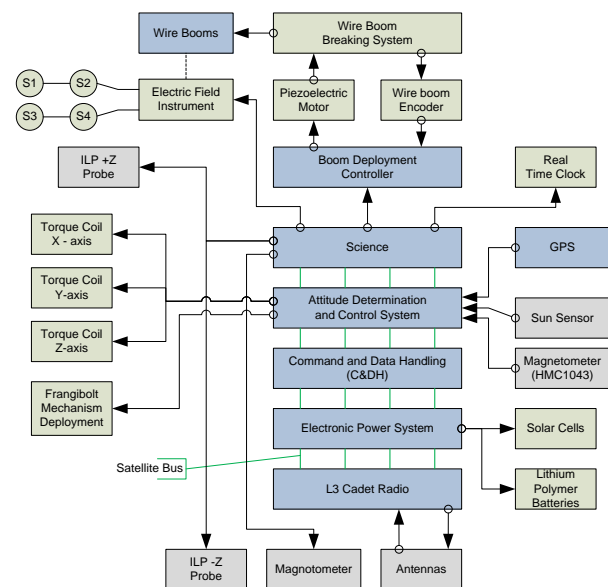 Wire Booms
Wire Boom
Breaking System
S1
S2
Electric Field
Instrument
Piezoelectric
Motor
Wire boom
Encoder
S3
S4
ILP +Z
Probe
Boom Deployment
Controller
Real
Time Clock
Torque Coil
X - axis
Science
GPS
Torque Coil
Y-axis
Attitude Determination
and Control System
Sun Sensor
Torque Coil
Z-axis
Command and Data Handling
(C&DH)
Magnetometer
(HMC1043)
Frangibolt
Mechanism
Deployment
Electronic Power System
Solar Cells
Satellite Bus
L3 Cadet Radio
Lithium
Polymer
Batteries
ILP -Z
Probe
Magnotometer
Antennas